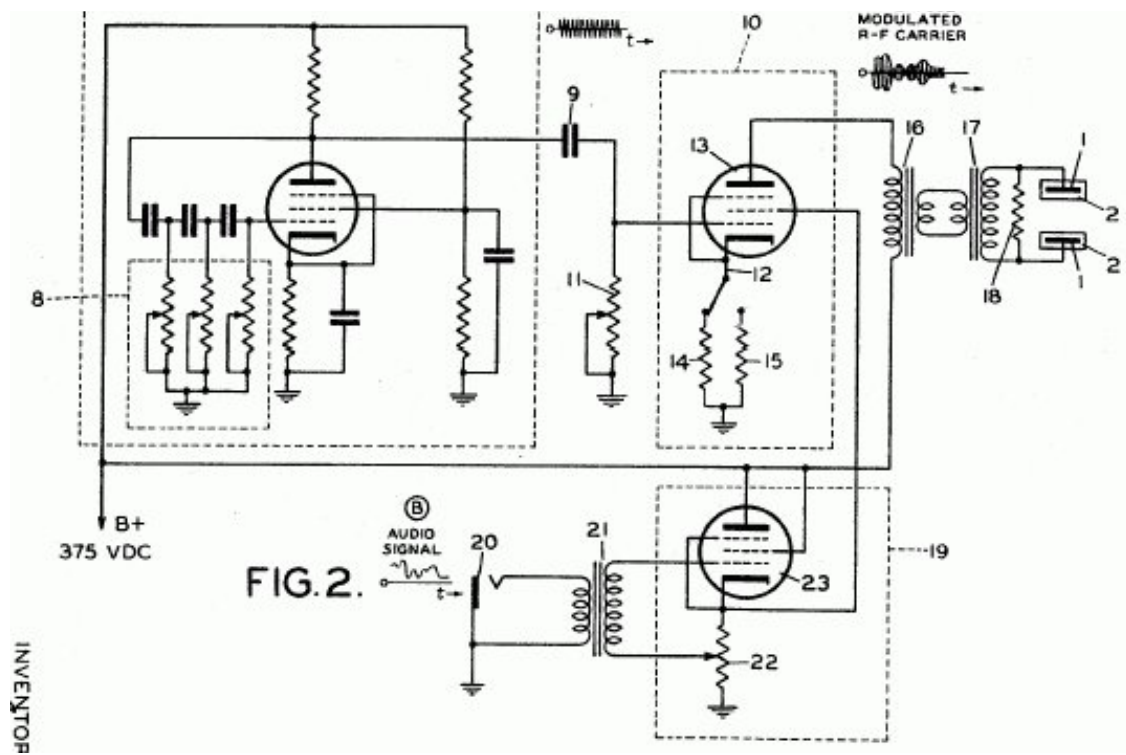 MODULATED
R-F CARRIER
10
t
t
9
13
16
17
1
2
12
11
2
8
1
18
14
15
B+
375 VDC
B
AUDIO
SIGNAL
20
21
19
FIG. 2.
t
23
22
INVENTOR